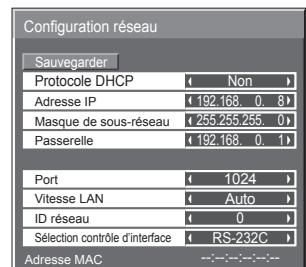 Configuration réseau
Sauvegarder
Protocole DHCP Non
Adresse IP 192.168. 0. 8
Masque de sous-réseau 255.255.255. 0
Passerelle 192.168. 0. 1
Port 1024
Vitesse LAN Auto
ID réseau 0
Sélection contrôle d'interface RS-232C
Adresse MAC --:--:--:--:--:--